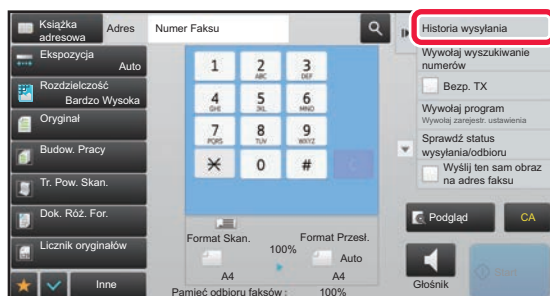 Książka
adresowa
Adres
Numer Faksu
Ekspozycja
Auto
Rozdzielczość
Bardzo Wysoka
Oryginał
Budow. Pracy
Tr. Pow. Skan.
Dok. Róż. For.
Licznik oryginałów
Inne
1
2
ABC
3
DEF
4
GHI
5
JKL
6
MNO
7
PQRS
8
TUV
9
WXYZ
0
#
C
Format Skan.
100%
Format Przesł.
Auto
A4
A4
Pamięć odbioru faksów :
100%
Historia wysyłania
Wywołaj wyszukiwanie
numerów
Bezp. TX
Wywołaj program
Wywołaj zarejestr. ustawienia
Sprawdź status
wysyłania/odbioru
Wyślij ten sam obraz
na adres faksu
Podgląd
CA
Głośnik
Start